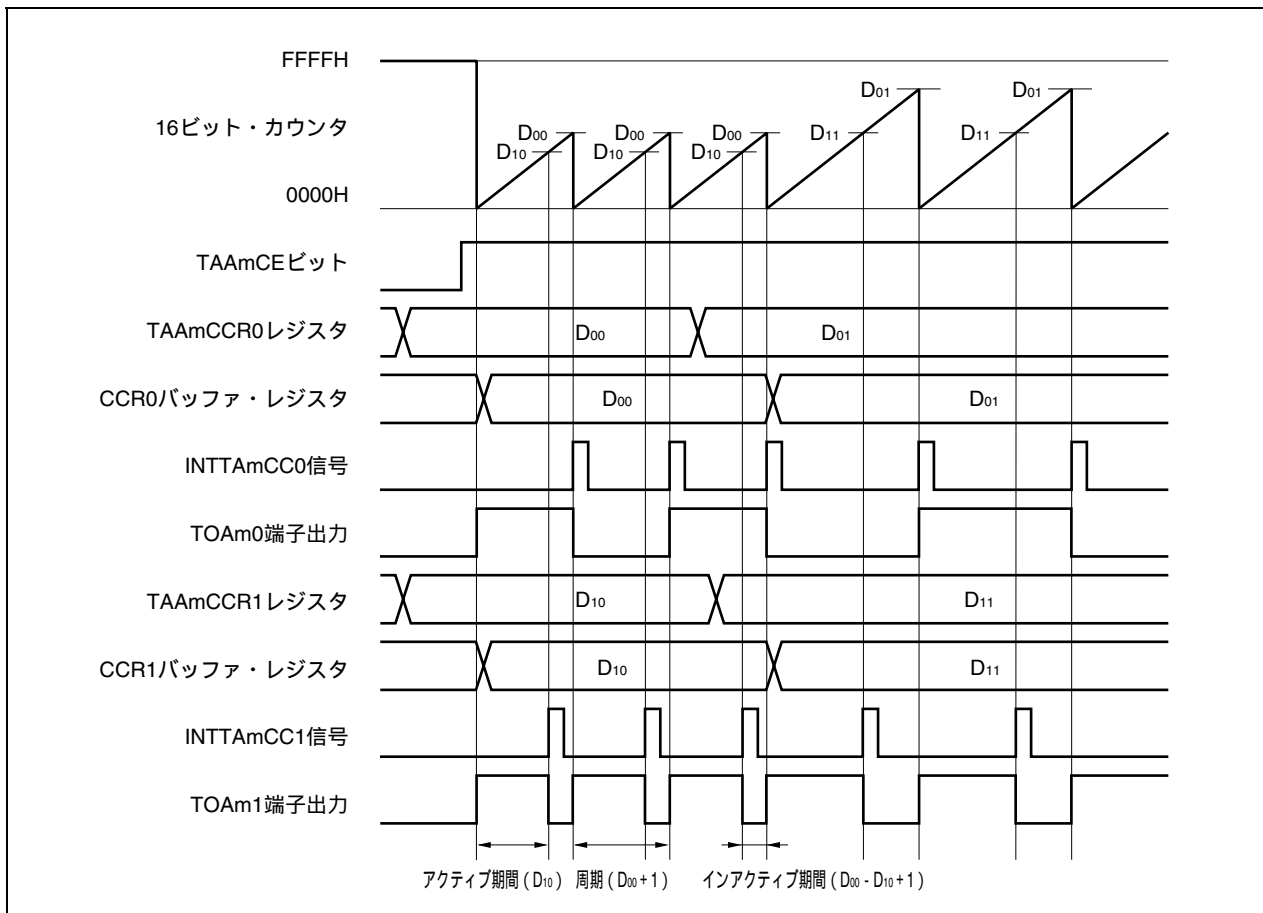 FFFFH
D01 D01
16ビット・カウンタ D00 D00 D00 D11 D11
D10 D10 D10
0000H
TAAmCEビット
TAAmCCR0レジスタ D00 D01
CCR0バッファ・レジスタ D00 D01
INTTAmCC0信号
TOAm0端子出力
TAAmCCR1レジスタ D10 D11
CCR1バッファ・レジスタ D10 D11
INTTAmCC1信号
TOAm1端子出力
アクティブ期間(D10) 周期(D00+1) インアクティブ期間(D00-D10+1)